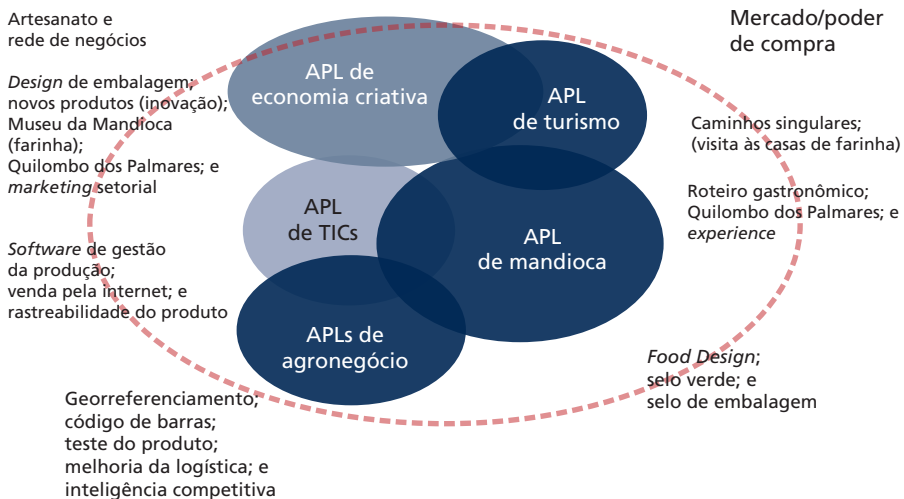 Artesanato e
rede de negócios
Design de embalagem;
novos produtos (inovação);
Museu da Mandioca
(farinha);
Quilombo dos Palmares; e
marketing setorial
Software de gestão
da produção;
venda pela internet; e
rastreabilidade do produto
Georreferenciamento;
código de barras;
teste do produto;
melhoria da logística; e
inteligência competitiva
APL de
economia criativa
APL
de turismo
APL
de TICs
APL
de mandioca
APLs de
agronegócio
Mercado/poder
de compra
Caminhos singulares;
(visita às casas de farinha)
Roteiro gastronômico;
Quilombo dos Palmares; e
experience
Food Design;
selo verde; e
selo de embalagem